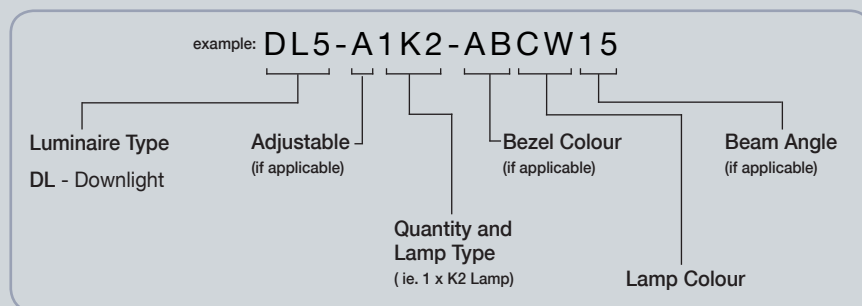 example: DL5-A1K2-ABCW15
Luminaire Type
DL - Downlight
Adjustable
(if applicable)
Quantity and
Lamp Type
( ie. 1 x K2 Lamp)
Bezel Colour
(if applicable)
Lamp Colour
Beam Angle
(if applicable)